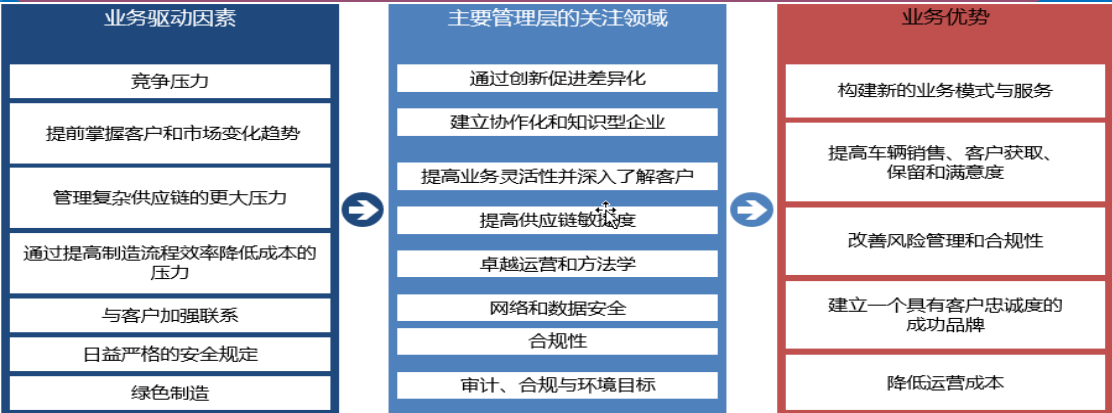 业务驱动因素
竞争压力
提前掌握客户和市场变化趋势
管理复杂供应链的更大压力
通过提高制造流程效率降低成本的
压力
与客户加强联系
日益严格的安全规定
绿色制造
主要管理层的关注领域
通过创新促进差异化
建立协作化和知识型企业
提高业务灵活性并深入了解客户
提高供应链敏捷度
卓越运营和方法学
网络和数据安全
合规性
审计、合规与环境目标
业务优势
构建新的业务模式与服务
提高车辆销售、客户获取、
保留和满意度
改善风险管理和合规性
建立一个具有客户忠诚度的
成功品牌
降低运营成本